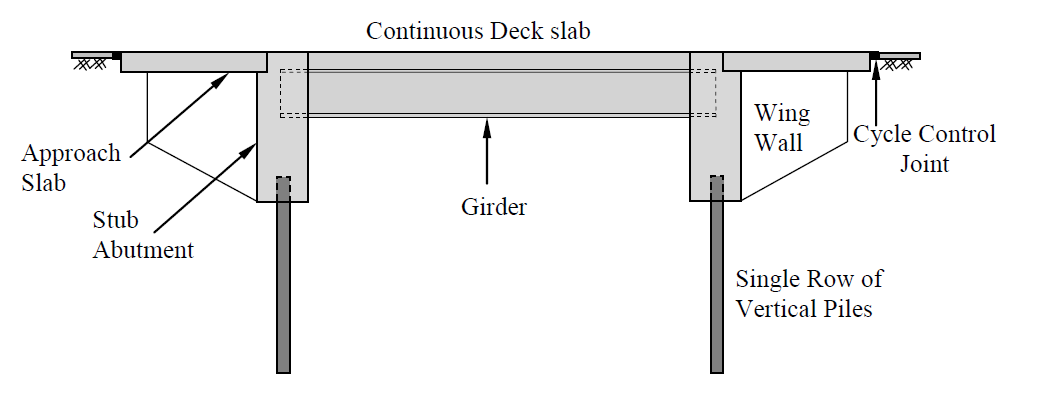 Continuous Deck slab
Wing
Wall
Cycle Control
Joint
Approach
Slab
Stub
Abutment
Girder
Single Row of
Vertical Piles